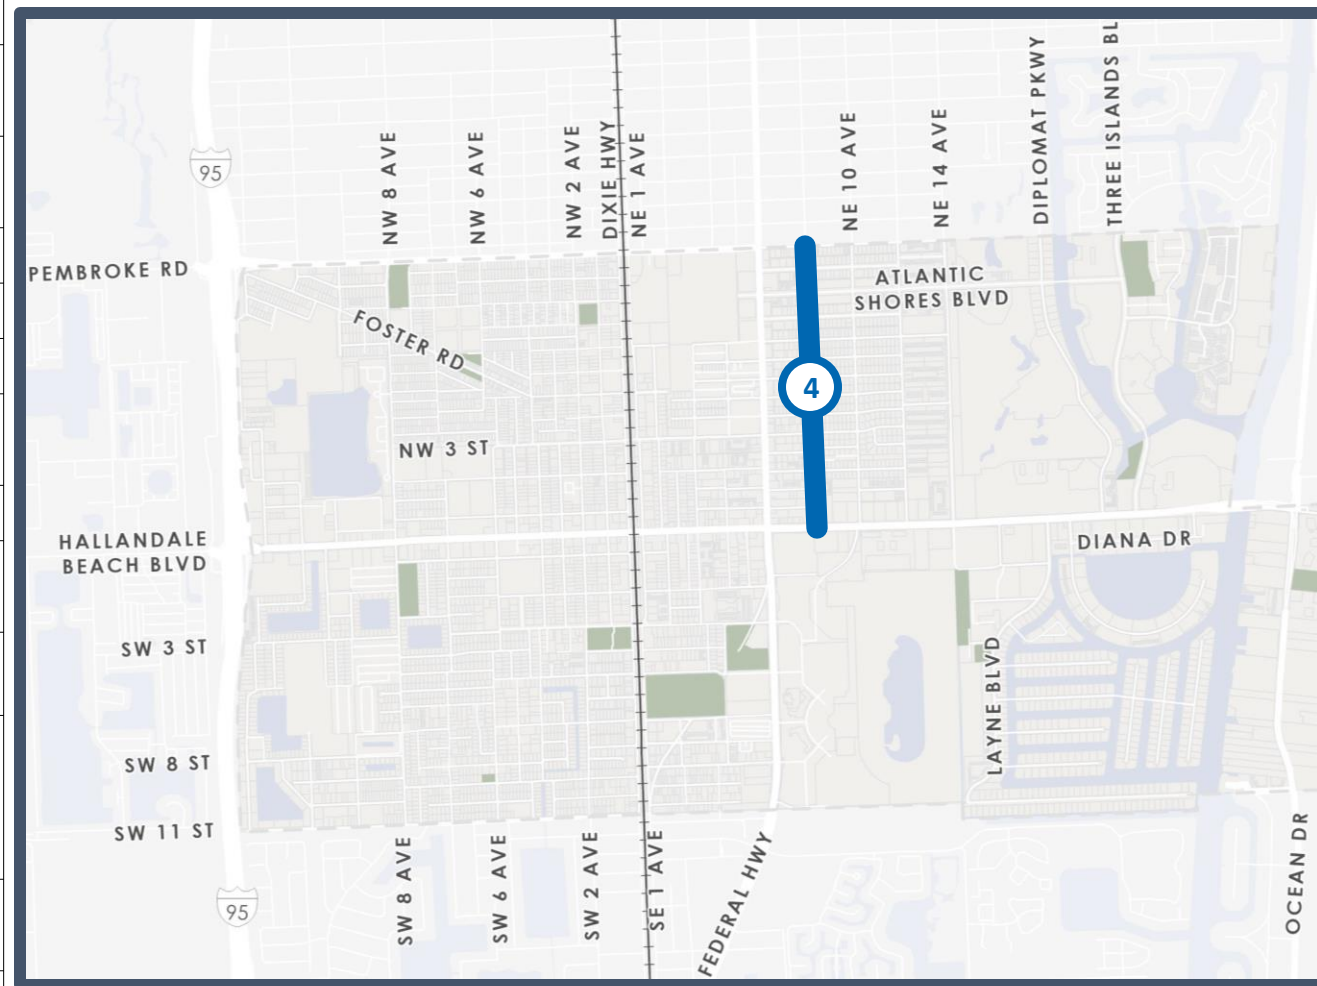 THREE ISLANDS BL
DIPLOMAT PKWY
NE 14 AVE
NE 10 AVE
NE 1 AVE
DIXIE HWY
NW 2 AVE
NW 6 AVE
NW 8 AVE
95
PEMBROKE RD
ATLANTIC
SHORES BLVD
FOSTER RD
4
NW 3 ST
HALLANDALE
BEACH BLVD
DIANA DR
SW 3 ST
LAYNE BLVD
SW 8 ST
SW 11 ST
SW 8 AVE
SW 6 AVE
SW 2 AVE
SE 1 AVE
FEDERAL HWY
OCEAN DR
95